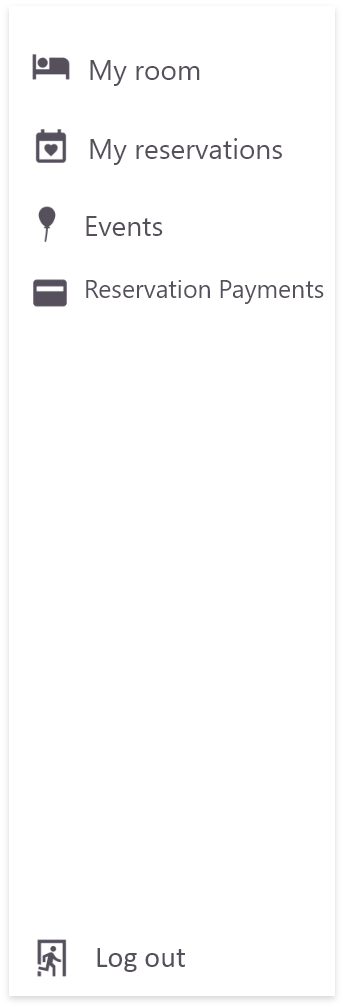 My room
My reservations
Events
Reservation Payments
Log out